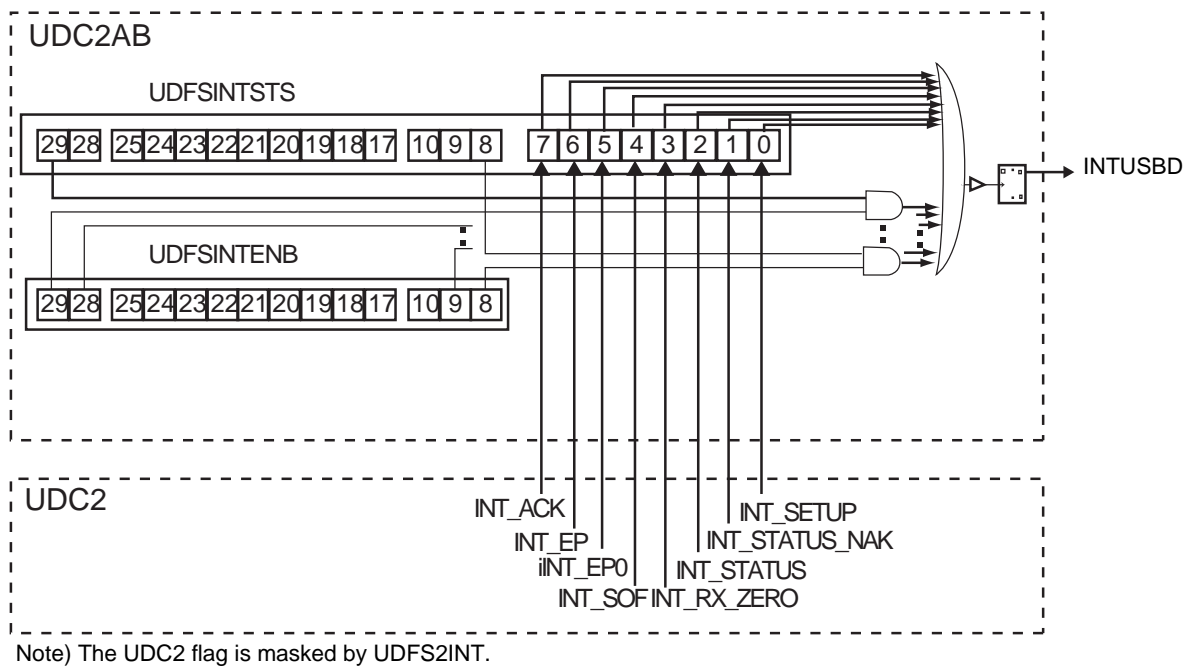 UDC2AB
UDFSINTSTS
29 28 25 24 23 22 21 20 19 18 17 10 9 8 7 6 5 4 3 2 1 0
INTUSBD
UDFSINTENB
29 28 25 24 23 22 21 20 19 18 17 10 9 8
UDC2
INT_ACK
INT_SETUP
INT_EP
INT_STATUS_NAK
iINT_EP0
INT_STATUS
INT_SOF
INT_RX_ZERO
Note) The UDC2 flag is masked by UDFS2INT.